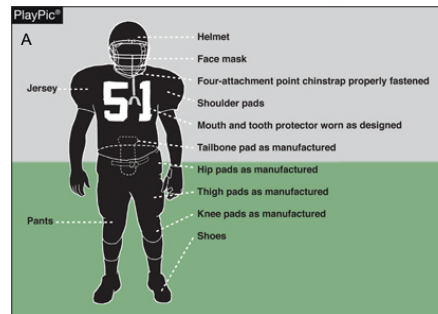 PlayPic®
A
Helmet
Face mask
Four-attachment point chinstrap properly fastened
Jersey
Shoulder pads
51
Mouth and tooth protector worn as designed
Tailbone pad as manufactured
Hip pads as manufactured
Thigh pads as manufactured
Knee pads as manufactured
Pants
Shoes